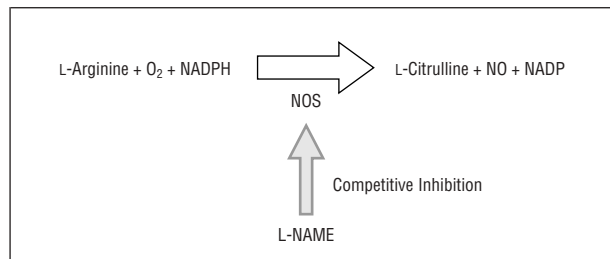 L-Arginine + O₂ + NADPH L-Citrulline + NO + NADP
NOS
Competitive Inhibition
L-NAME